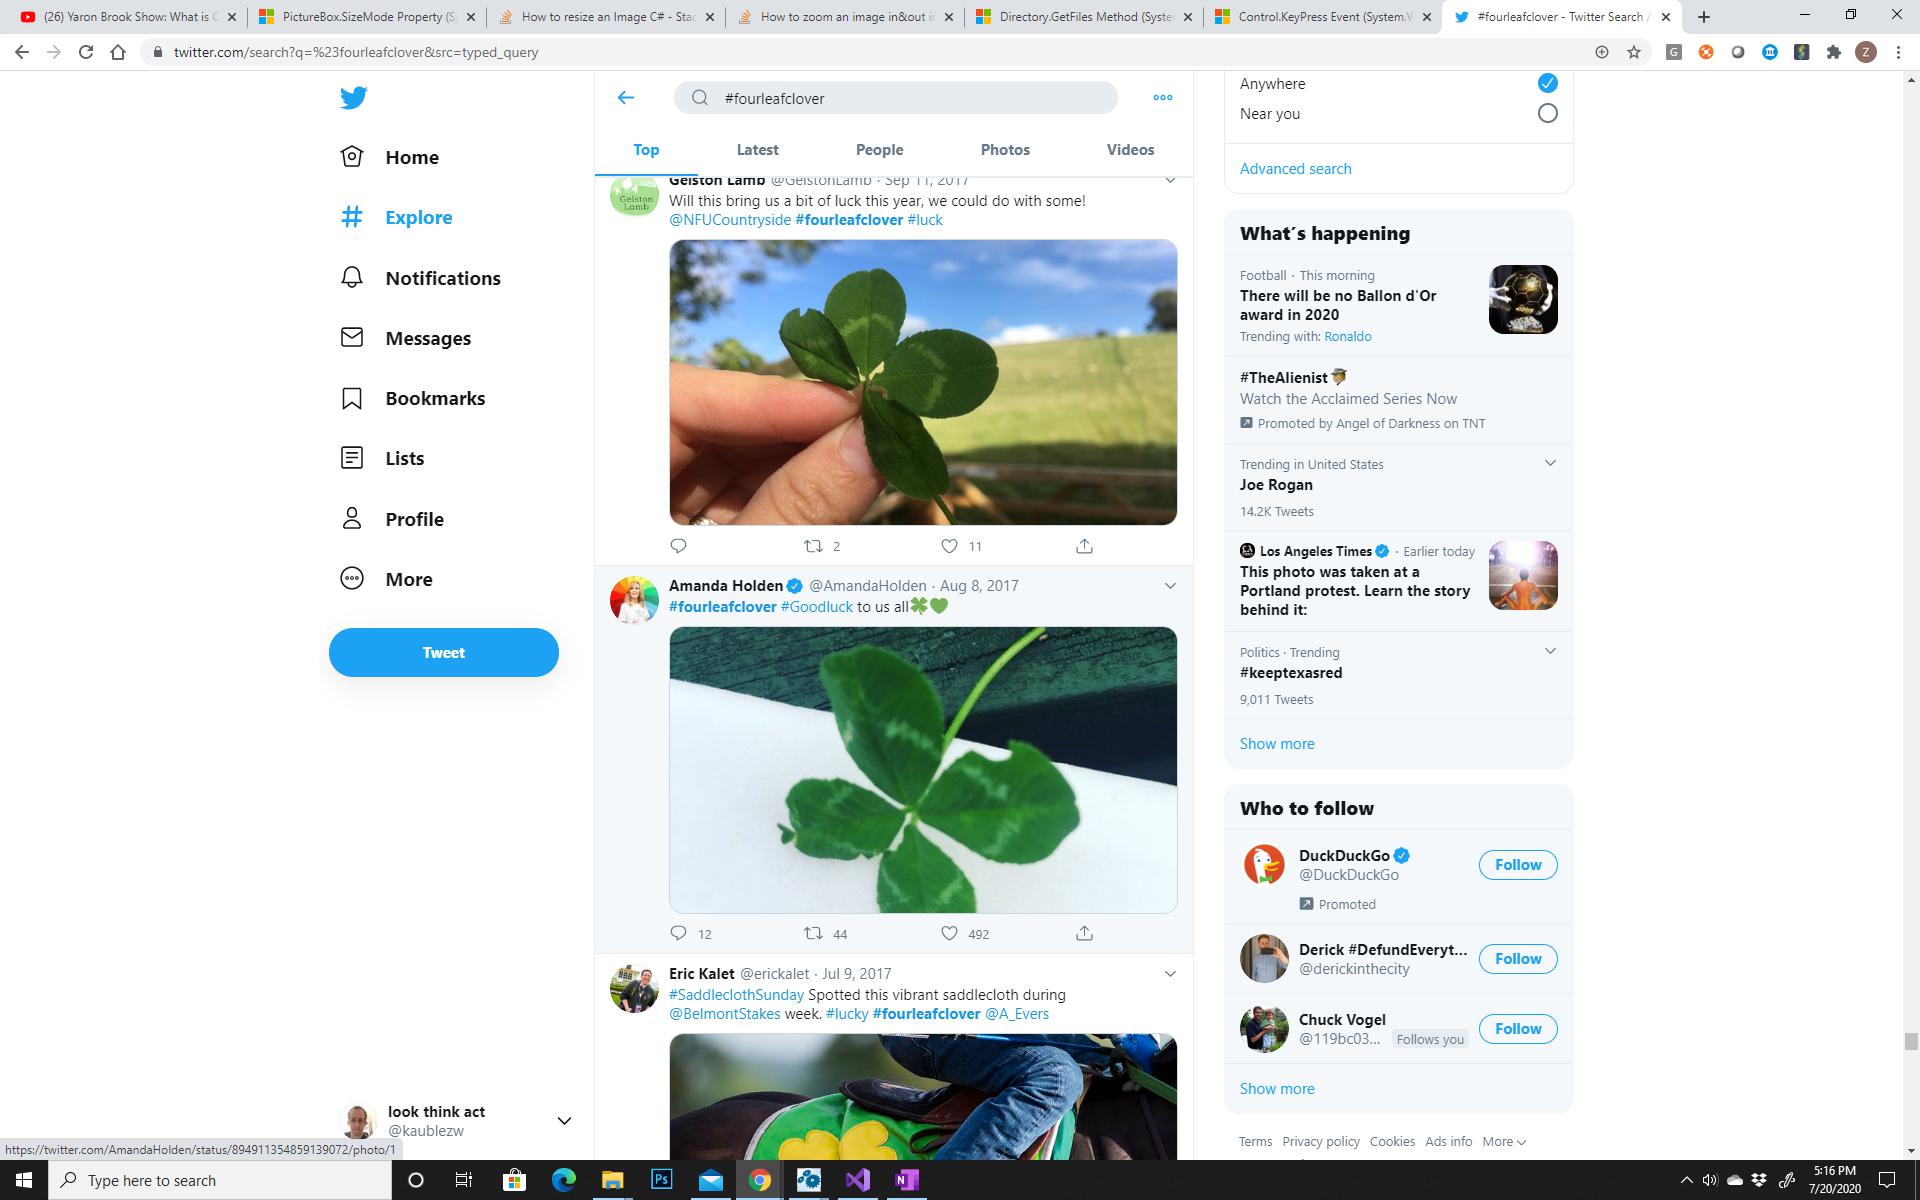 (26) Yaron Brook Show: What is C
PictureBox.SizeMode Property (S
How to resize an Image C# - Stac
How to zoom an image in&out i
Directory.GetFiles Method (Syste
Control.KeyPress Event (System.W
#fourleafclover - Twitter Search /
twitter.com/search?q=%23fourleafclover&src=typed_query
Z
Home
Explore
Notifications
Messages
Bookmarks
Lists
Profile
More
Tweet
look think act
@kaublezw
#fourleafclover
Top
Latest
People
Photos
Videos
Gelston Lamb @GelstonLamb · Sep 11, 2017
Gelston
Lamb
Will this bring us a bit of luck this year, we could do with some!
@NFUCountryside #fourleafclover #luck
2
11
Amanda Holden @AmandaHolden · Aug 8, 2017
#fourleafclover #Goodluck to us all🍀💚
12
44
492
Eric Kalet @erickalet · Jul 9, 2017
#SaddleclothSunday Spotted this vibrant saddlecloth during
@BelmontStakes week. #lucky #fourleafclover @A_Evers
Anywhere
Near you
Advanced search
What's happening
Football · This morning
There will be no Ballon d'Or
award in 2020
Trending with: Ronaldo
#TheAlienist
Watch the Acclaimed Series Now
Promoted by Angel of Darkness on TNT
Trending in United States
Joe Rogan
14.2K Tweets
Los Angeles Times · Earlier today
This photo was taken at a
Portland protest. Learn the story
behind it:
Politics · Trending
#keeptexasred
9,011 Tweets
Show more
Who to follow
DuckDuckGo
@DuckDuckGo
Follow
Promoted
Derick #DefundEveryt...
@derickinthecity
Follow
Chuck Vogel
@119bc03... Follows you
Follow
Show more
Terms Privacy policy Cookies Ads info More
https://twitter.com/AmandaHolden/status/894911354859139072/photo/1
Type here to search
Ps
N
5:16 PM
7/20/2020